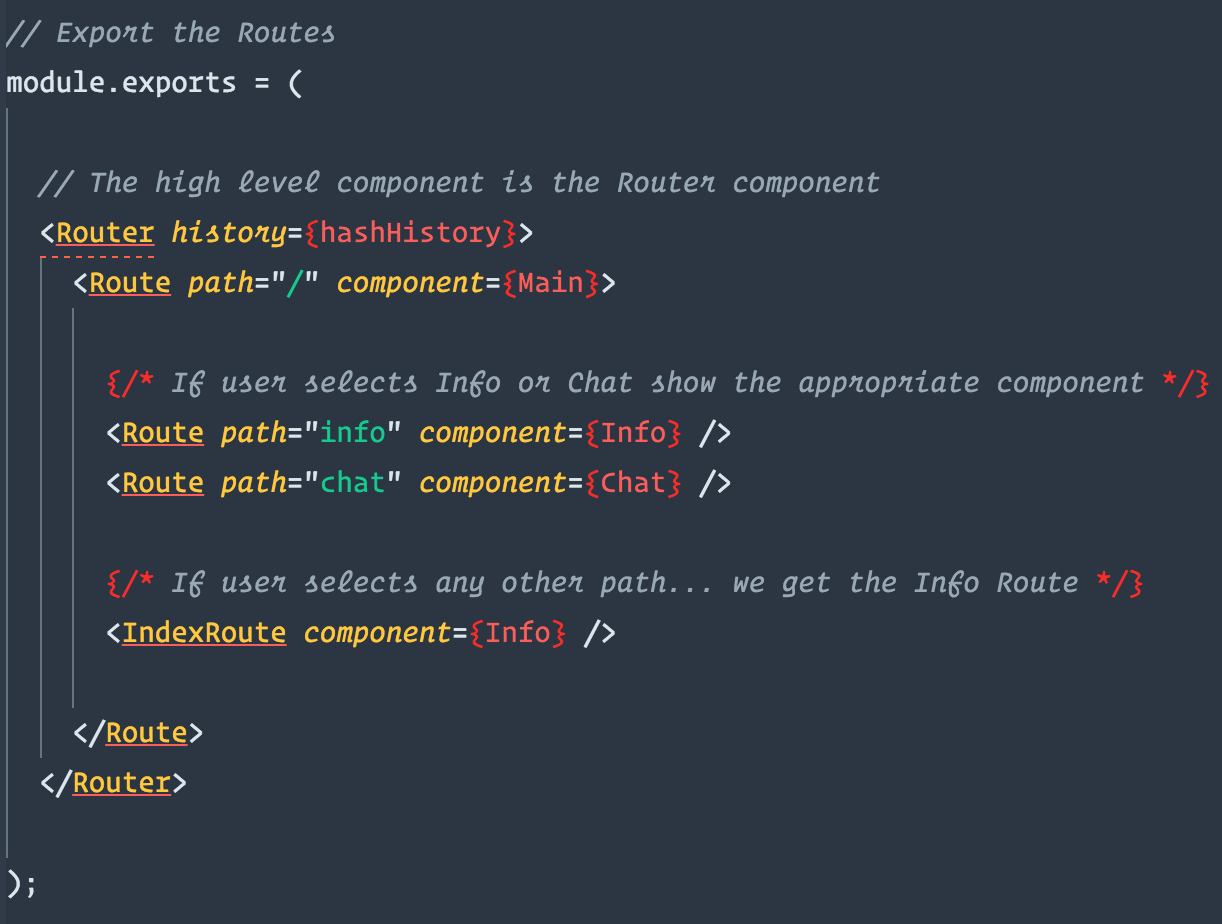 // Export the Routes
module.exports = (
// The high level component is the Router component
<Router history={hashHistory}>
<Route path="/" component={Main}>
{/* If user selects Info or Chat show the appropriate component */}
<Route path="info" component={Info} />
<Route path="chat" component={Chat} />
{/* If user selects any other path... we get the Info Route */}
<IndexRoute component={Info} />
</Route>
</Router>
);